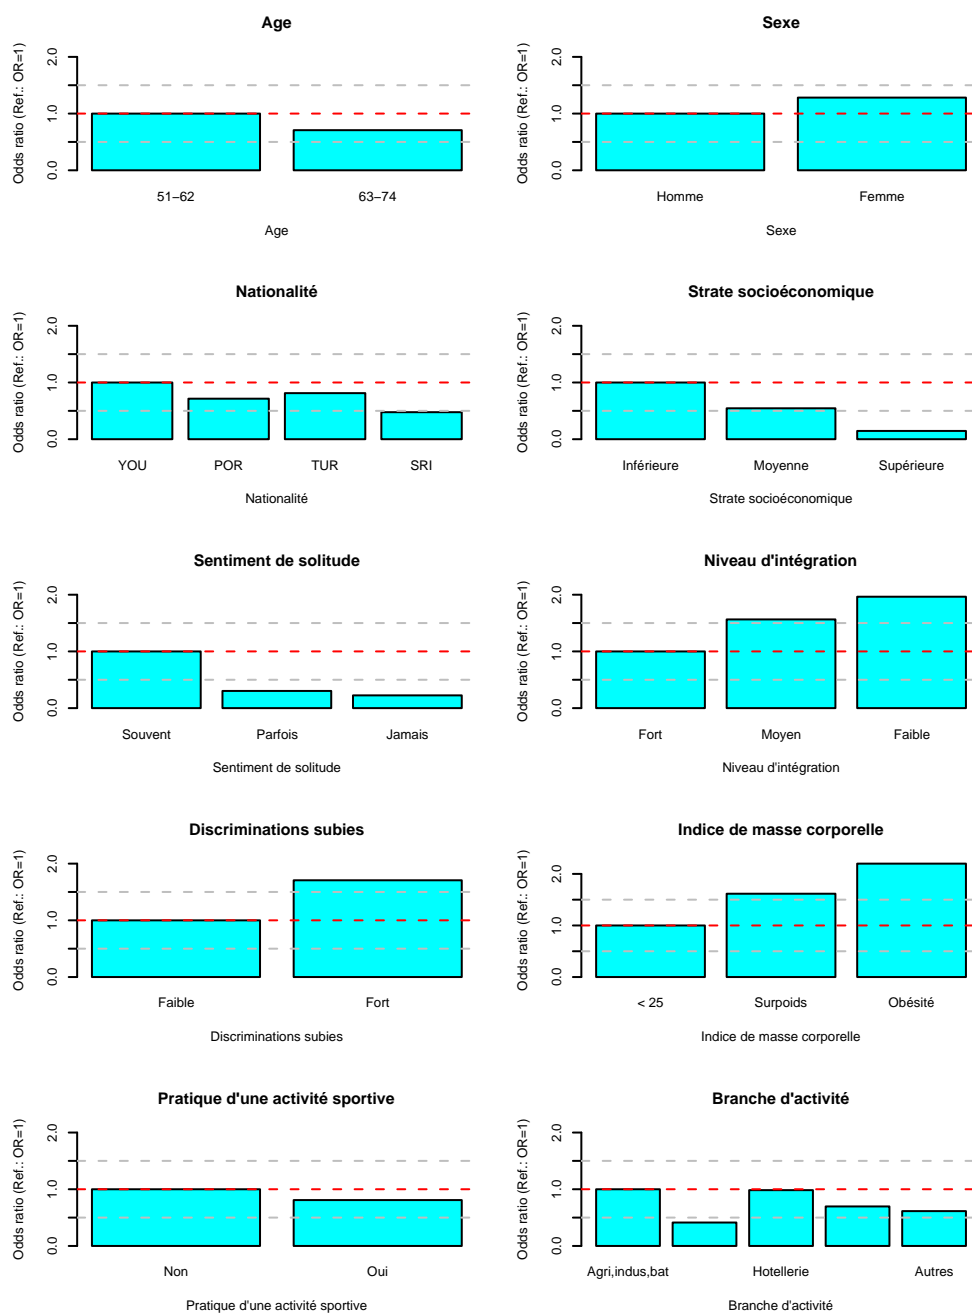 Age
Odds ratio (Ref.: OR=1)
0.0 1.0 2.0
51−62 63−74
Age
Sexe
Odds ratio (Ref.: OR=1)
0.0 1.0 2.0
Homme Femme
Sexe
Nationalité
Odds ratio (Ref.: OR=1)
0.0 1.0 2.0
YOU POR TUR SRI
Nationalité
Strate socioéconomique
Odds ratio (Ref.: OR=1)
0.0 1.0 2.0
Inférieure Moyenne Supérieure
Strate socioéconomique
Sentiment de solitude
Odds ratio (Ref.: OR=1)
0.0 1.0 2.0
Souvent Parfois Jamais
Sentiment de solitude
Niveau d'intégration
Odds ratio (Ref.: OR=1)
0.0 1.0 2.0
Fort Moyen Faible
Niveau d'intégration
Discriminations subies
Odds ratio (Ref.: OR=1)
0.0 1.0 2.0
Faible Fort
Discriminations subies
Indice de masse corporelle
Odds ratio (Ref.: OR=1)
0.0 1.0 2.0
< 25 Surpoids Obésité
Indice de masse corporelle
Pratique d'une activité sportive
Odds ratio (Ref.: OR=1)
0.0 1.0 2.0
Non Oui
Pratique d'une activité sportive
Branche d'activité
Odds ratio (Ref.: OR=1)
0.0 1.0 2.0
Agri,indus,bat Hotellerie Autres
Branche d'activité